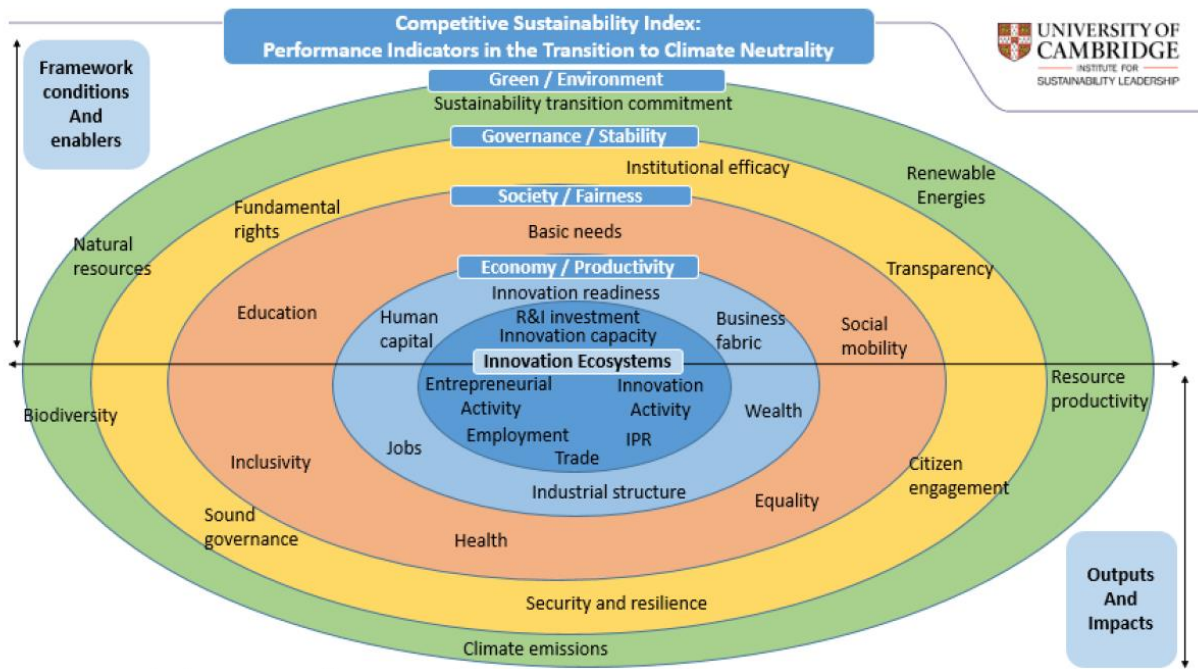 Competitive Sustainability Index:
Performance Indicators in the Transition to Climate Neutrality
UNIVERSITY OF
CAMBRIDGE
INSTITUTE FOR
SUSTAINABILITY LEADERSHIP
Framework
conditions
And
enablers
Green / Environment
Sustainability transition commitment
Governance / Stability
Institutional efficacy
Renewable
Energies
Society / Fairness
Fundamental
rights
Basic needs
Natural
resources
Economy / Productivity
Transparency
Innovation readiness
Education
Human
capital
R&I investment
Innovation capacity
Business
fabric
Social
mobility
Innovation Ecosystems
Entrepreneurial
Activity
Innovation
Activity
Resource
productivity
Biodiversity
Wealth
Employment
IPR
Jobs
Trade
Inclusivity
Citizen
engagement
Industrial structure
Equality
Sound
governance
Health
Outputs
And
Impacts
Security and resilience
Climate emissions